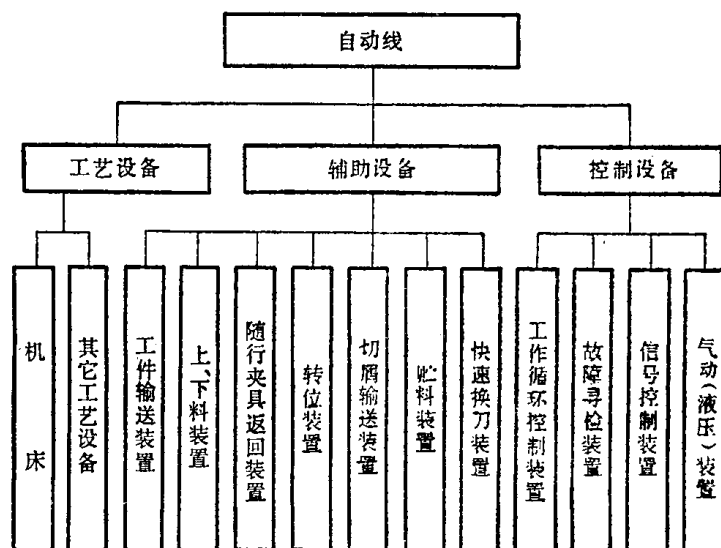 自动线
工艺设备
辅助设备
控制设备
机床
其它工艺设备
工件输送装置
上、下料装置
随行夹具返回装置
转位装置
切屑输送装置
贮料装置
快速换刀装置
工作循环控制装置
故障寻检装置
信号控制装置
气动(液压)装置